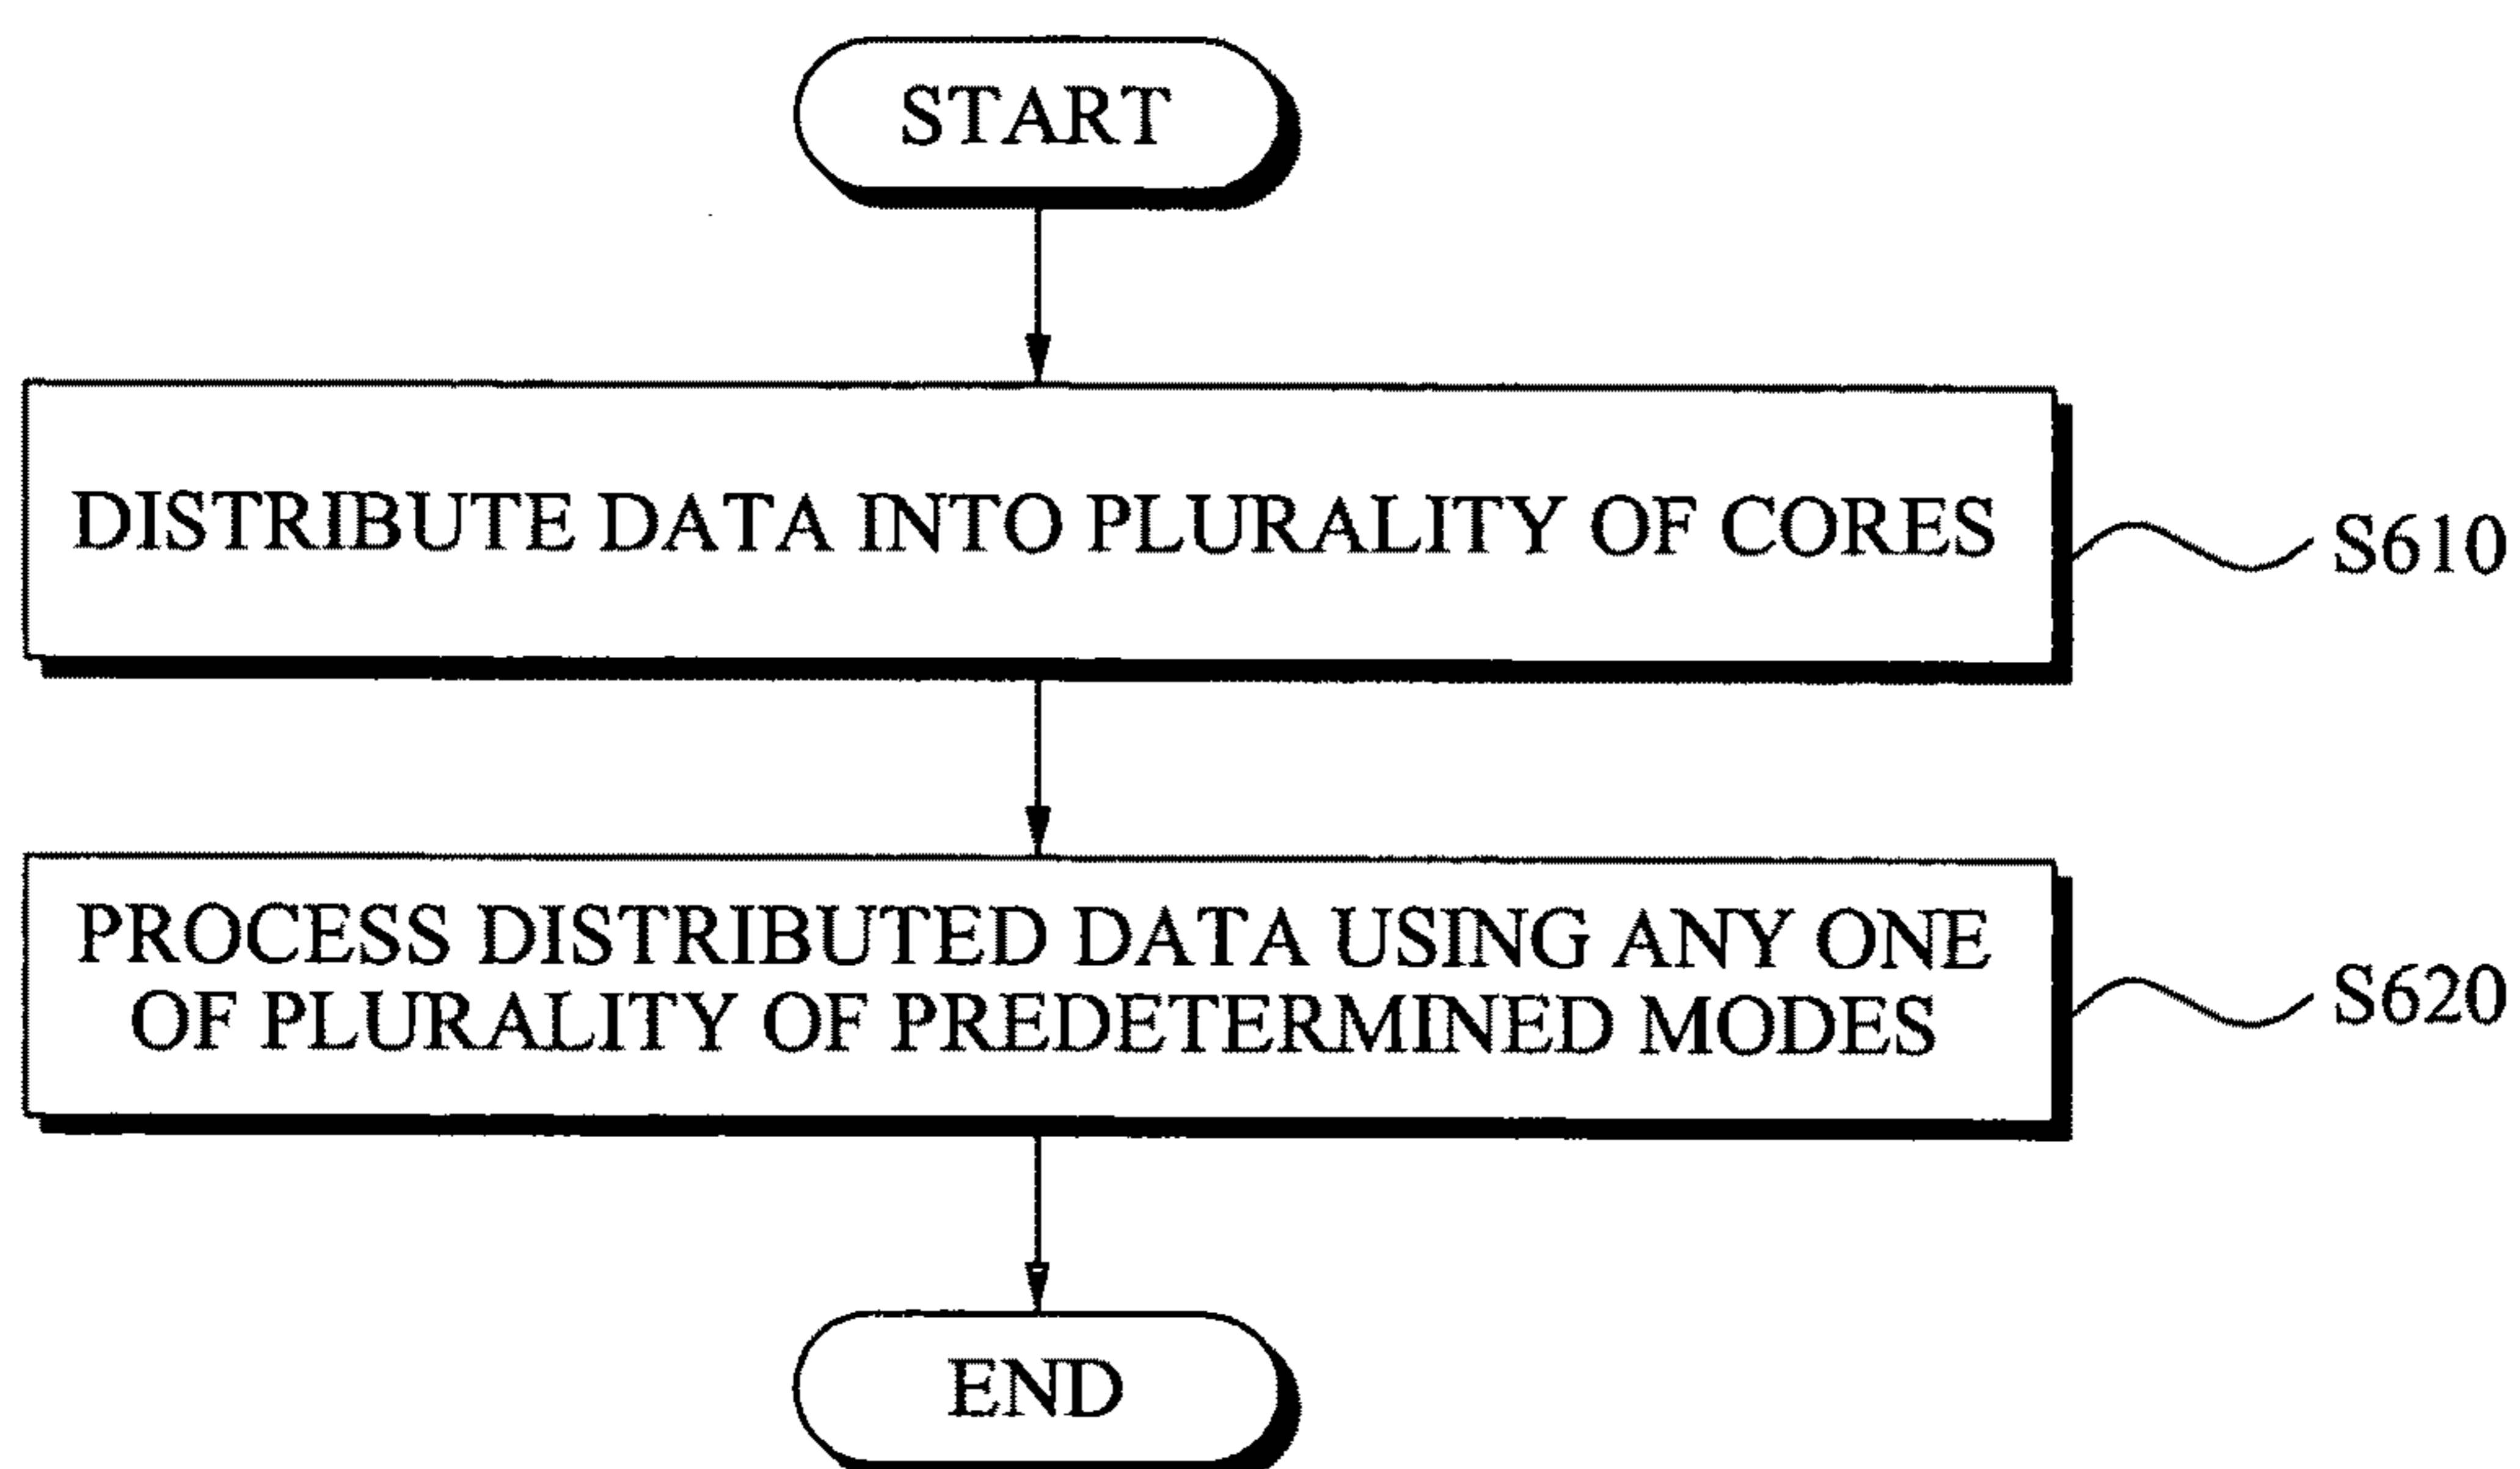 START
DISTRIBUTE DATA INTO PLURALITY OF CORES
S610
PROCESS DISTRIBUTED DATA USING ANY ONE
OF PLURALITY OF PREDETERMINED MODES
S620
END